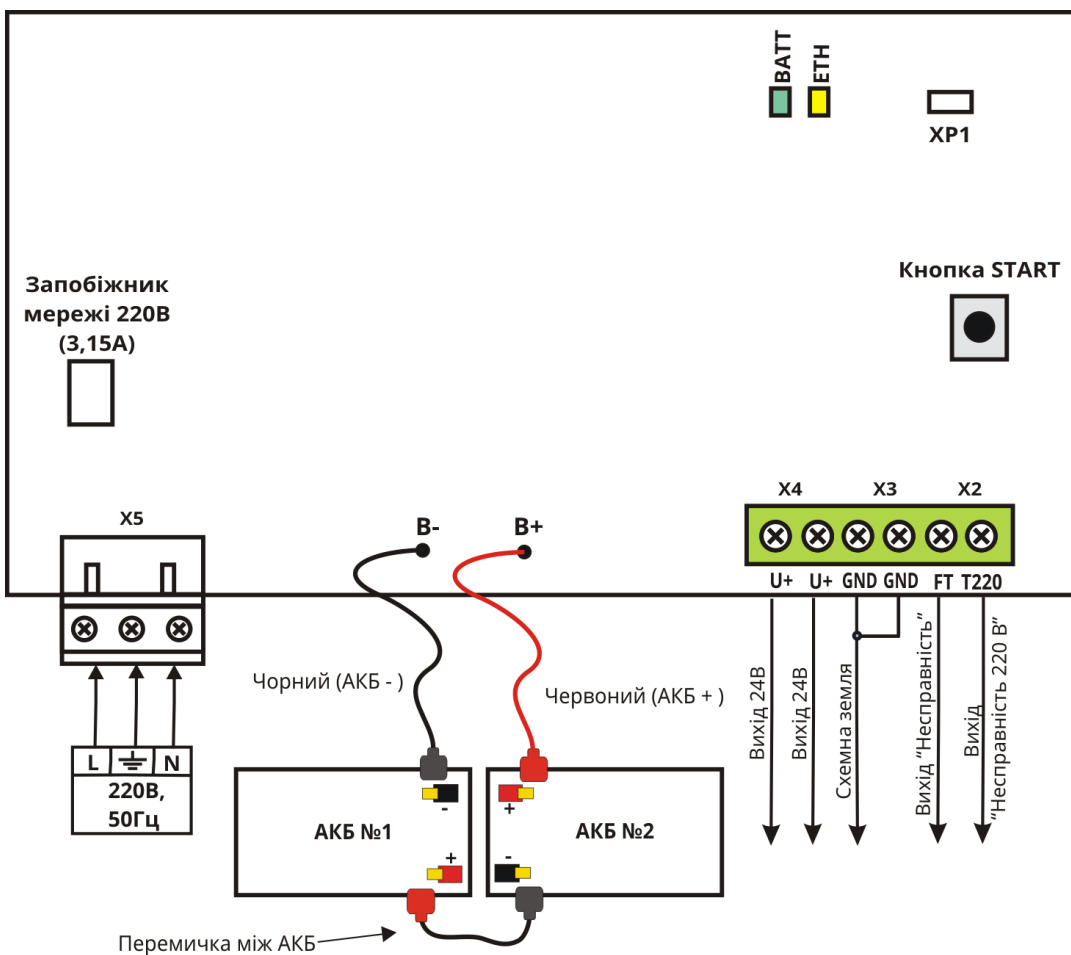 BATT
ETH
XP1
Запобіжник
мережі 220В
(3,15А)
Кнопка START
X5
B-
B+
X4
X3
X2
U+
U+
GND
GND
FT
T220
Чорний (АКБ - )
Червоний (АКБ + )
Вихід 24В
Вихід 24В
Схемна земля
Вихід “Несправність”
Вихід
“Несправність 220 В”
L
N
220В,
50Гц
АКБ №1
-
+
АКБ №2
+
-
Перемичка між АКБ